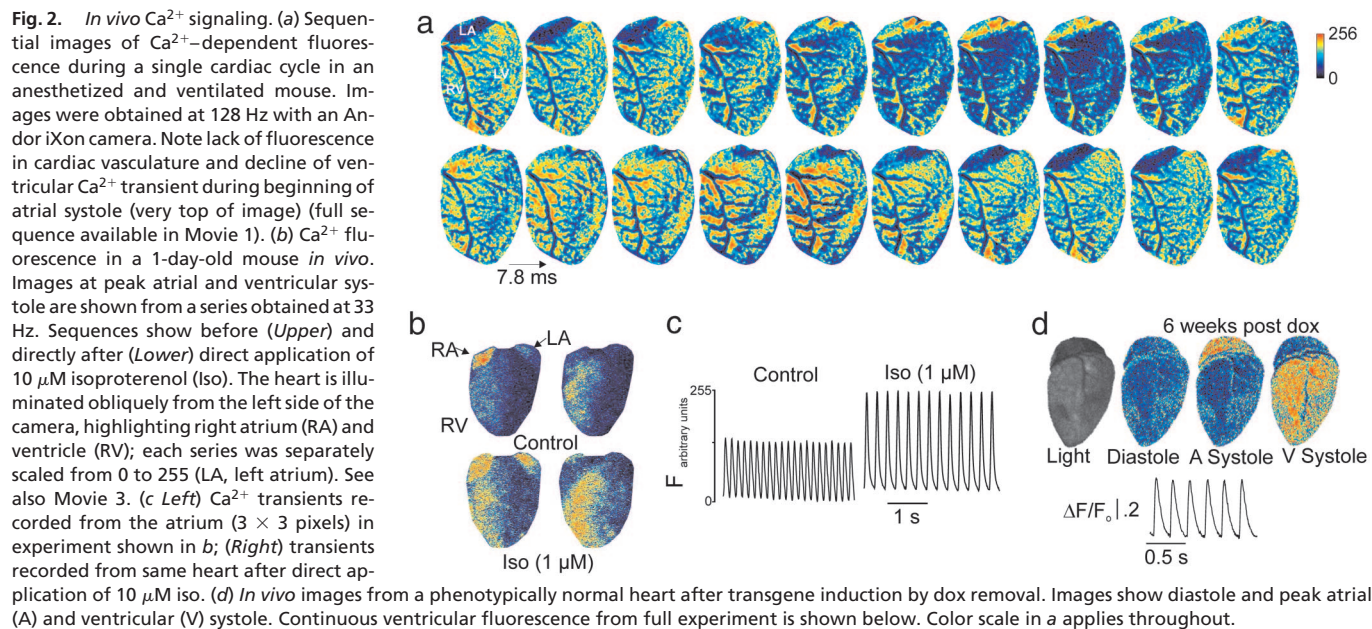 Fig. 2. In vivo Ca2+ signaling. (a) Sequen-
tial images of Ca2+–dependent fluores-
cence during a single cardiac cycle in an
anesthetized and ventilated mouse. Im-
ages were obtained at 128 Hz with an An-
dor iXon camera. Note lack of fluorescence
in cardiac vasculature and decline of ven-
tricular Ca2+ transient during beginning of
atrial systole (very top of image) (full se-
quence available in Movie 1). (b) Ca2+ flu-
orescence in a 1-day-old mouse in vivo.
Images at peak atrial and ventricular sys-
tole are shown from a series obtained at 33
Hz. Sequences show before (Upper) and
directly after (Lower) direct application of
10 μM isoproterenol (Iso). The heart is illu-
minated obliquely from the left side of the
camera, highlighting right atrium (RA) and
ventricle (RV); each series was separately
scaled from 0 to 255 (LA, left atrium). See
also Movie 3. (c Left) Ca2+ transients re-
corded from the atrium (3 × 3 pixels) in
experiment shown in b; (Right) transients
recorded from same heart after direct ap-
plication of 10 μM iso. (d) In vivo images from a phenotypically normal heart after transgene induction by dox removal. Images show diastole and peak atrial
(A) and ventricular (V) systole. Continuous ventricular fluorescence from full experiment is shown below. Color scale in a applies throughout.
a
LA
LV
RV
256
0
7.8 ms
b
RA
LA
RV
Control
Iso (1 μM)
c
Control
Iso (1 μM)
255
F arbitrary units
0
1 s
d
6 weeks post dox
Light
Diastole
A Systole
V Systole
ΔF/Fo | .2
0.5 s